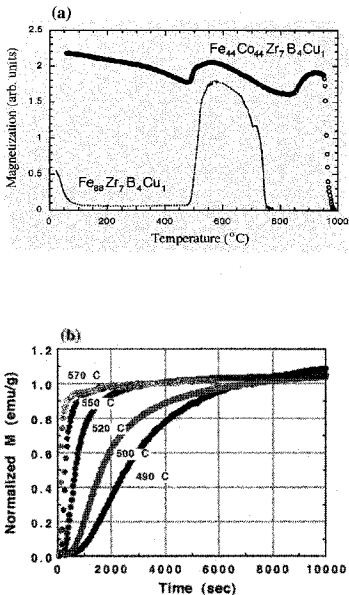 (a)
Fe44Co44Zr7B4Cu1
Magnetization (arb. units)
2.5
2
1.5
1
0.5
0
Fe88Zr7B4Cu1
0 200 400 600 800 1000
Temperature (°C)
(b)
Normalized M (emu/g)
1.2
1.0
0.8
0.6
0.4
0.2
0.0
570 C
550 C
520 C
500 C
490 C
0 2000 4000 6000 8000 10000
Time (sec)